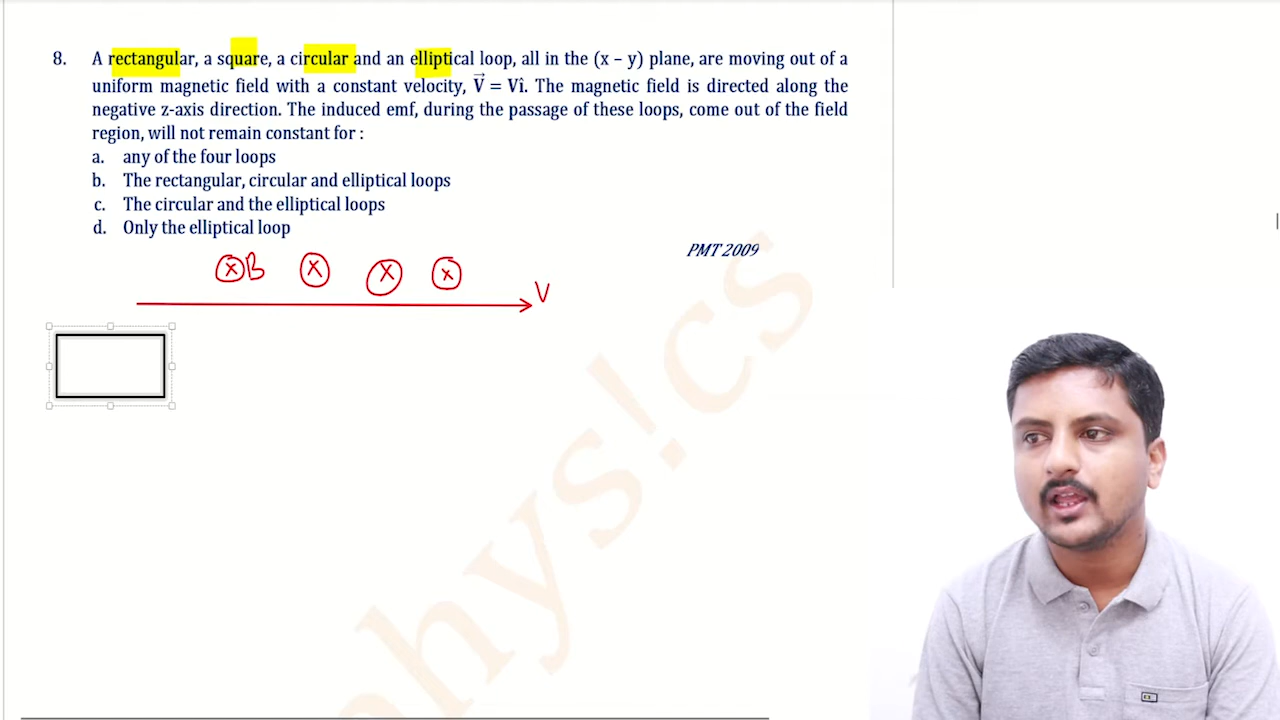 8. A rectangular, a square, a circular and an elliptical loop, all in the (x – y) plane, are moving out of a
uniform magnetic field with a constant velocity, V⃗ = Vî. The magnetic field is directed along the
negative z-axis direction. The induced emf, during the passage of these loops, come out of the field
region, will not remain constant for :
a. any of the four loops
b. The rectangular, circular and elliptical loops
c. The circular and the elliptical loops
d. Only the elliptical loop
PMT 2009
x B x x x
V
phys!cs